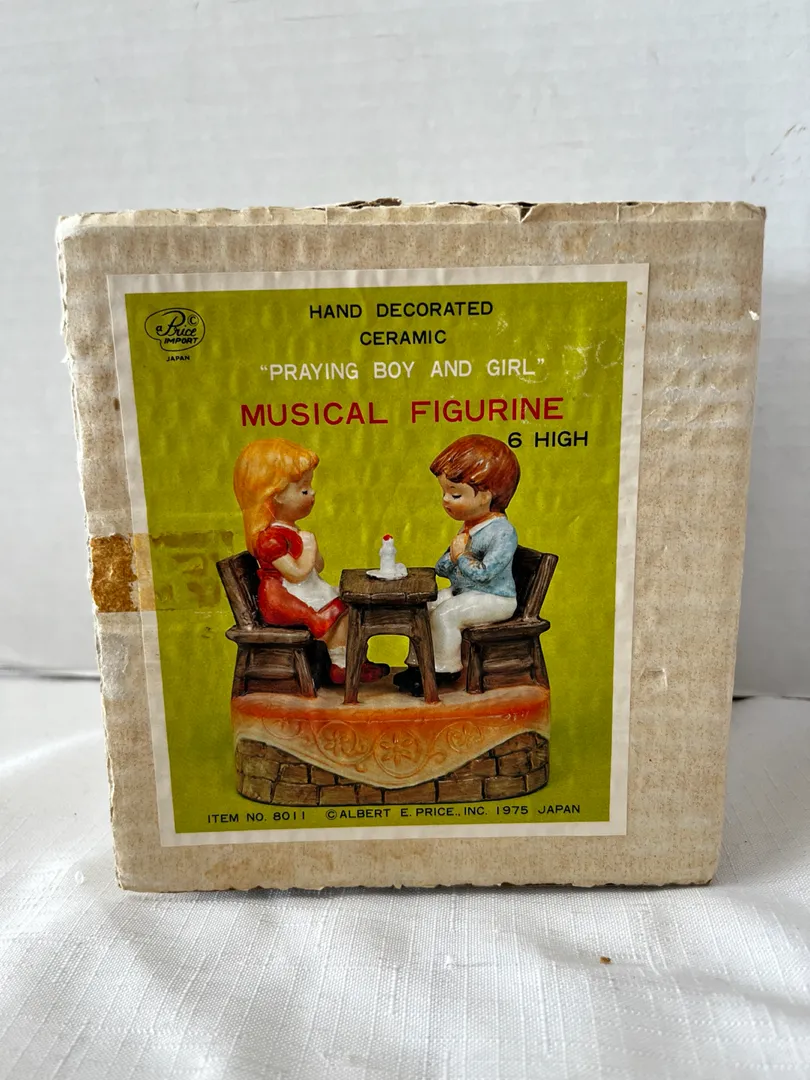 a Price ©
IMPORT
JAPAN
HAND DECORATED
CERAMIC
“PRAYING BOY AND GIRL”
MUSICAL FIGURINE
6 HIGH
ITEM NO. 8011 © ALBERT E. PRICE., INC. 1975 JAPAN